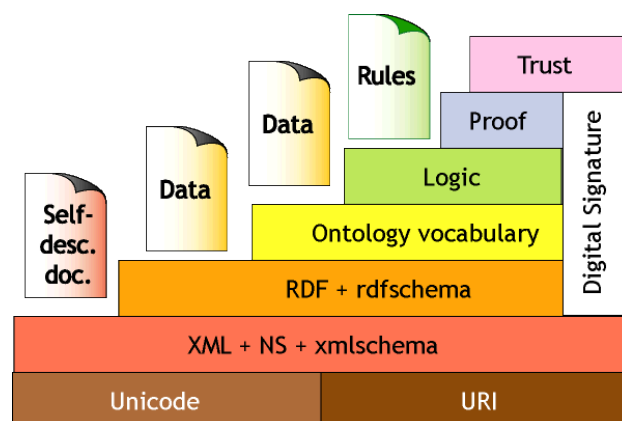 Rules
Trust
Data
Proof
Data
Logic
Digital Signature
Self-
desc.
doc.
Ontology vocabulary
RDF + rdfschema
XML + NS + xmlschema
Unicode
URI